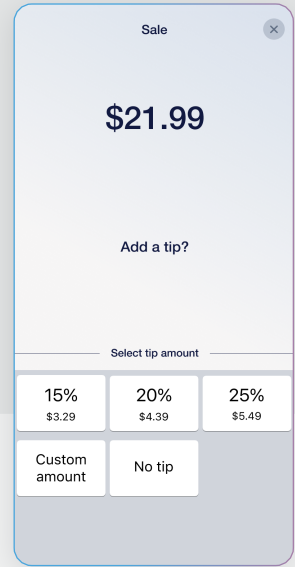 Sale
$21.99
Add a tip?
Select tip amount
15%
$3.29
20%
$4.39
25%
$5.49
Custom
amount
No tip